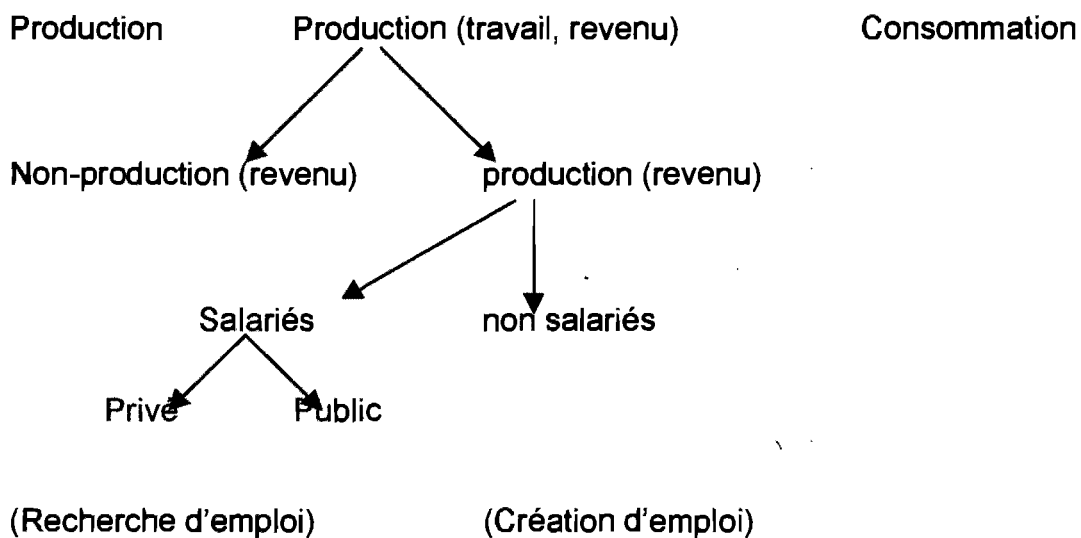 Production Production (travail, revenu) Consommation
Non-production (revenu) production (revenu)
Salariés non salariés
Privé Public
(Recherche d'emploi) (Création d'emploi)